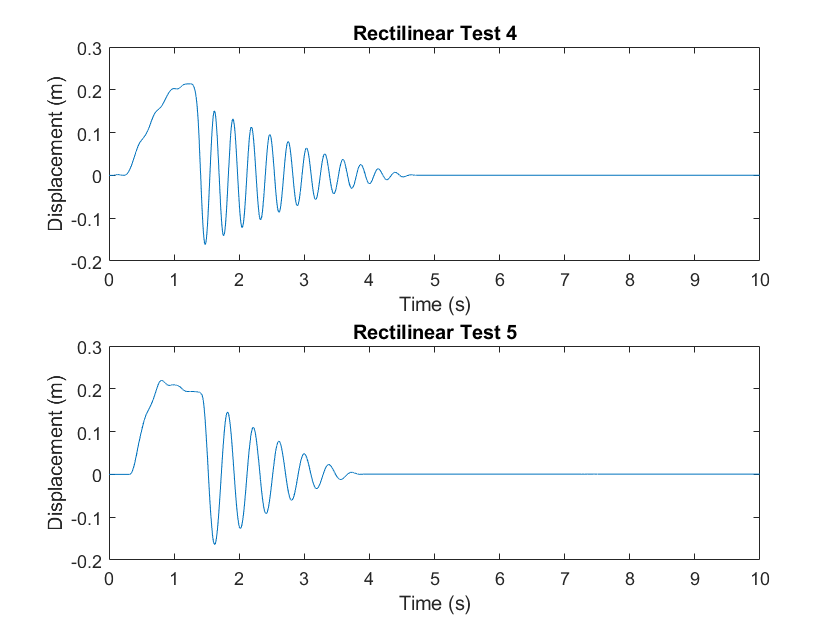 Rectilinear Test 4
0.3
0.2
0.1
0
-0.1
-0.2
Displacement (m)
0 1 2 3 4 5 6 7 8 9 10
Time (s)
Rectilinear Test 5
0.3
0.2
0.1
0
-0.1
-0.2
Displacement (m)
0 1 2 3 4 5 6 7 8 9 10
Time (s)